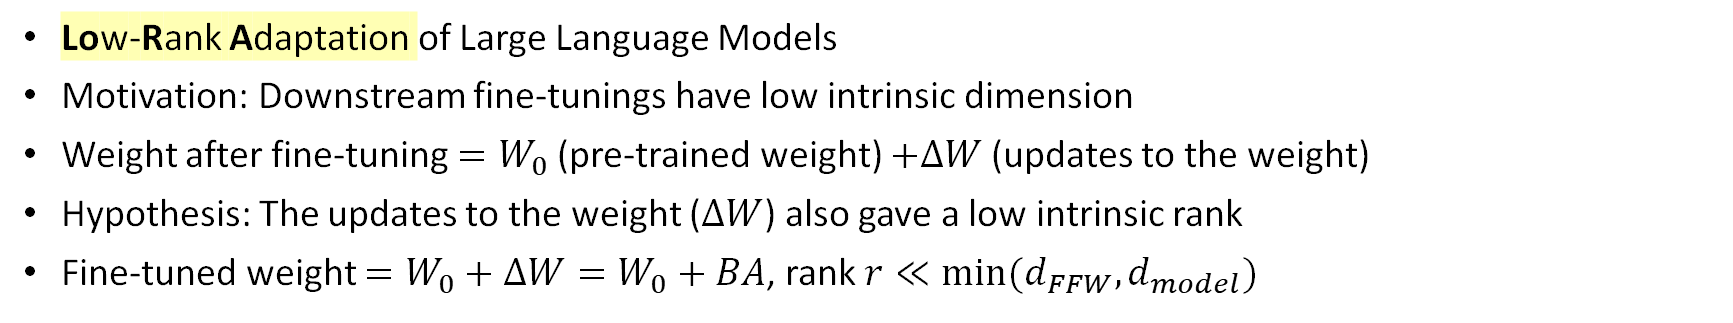 • Low-Rank Adaptation of Large Language Models
• Motivation: Downstream fine-tunings have low intrinsic dimension
• Weight after fine-tuning = W₀ (pre-trained weight) +ΔW (updates to the weight)
• Hypothesis: The updates to the weight (ΔW) also gave a low intrinsic rank
• Fine-tuned weight = W₀ + ΔW = W₀ + BA, rank r ≪ min(d_FFW, d_model)